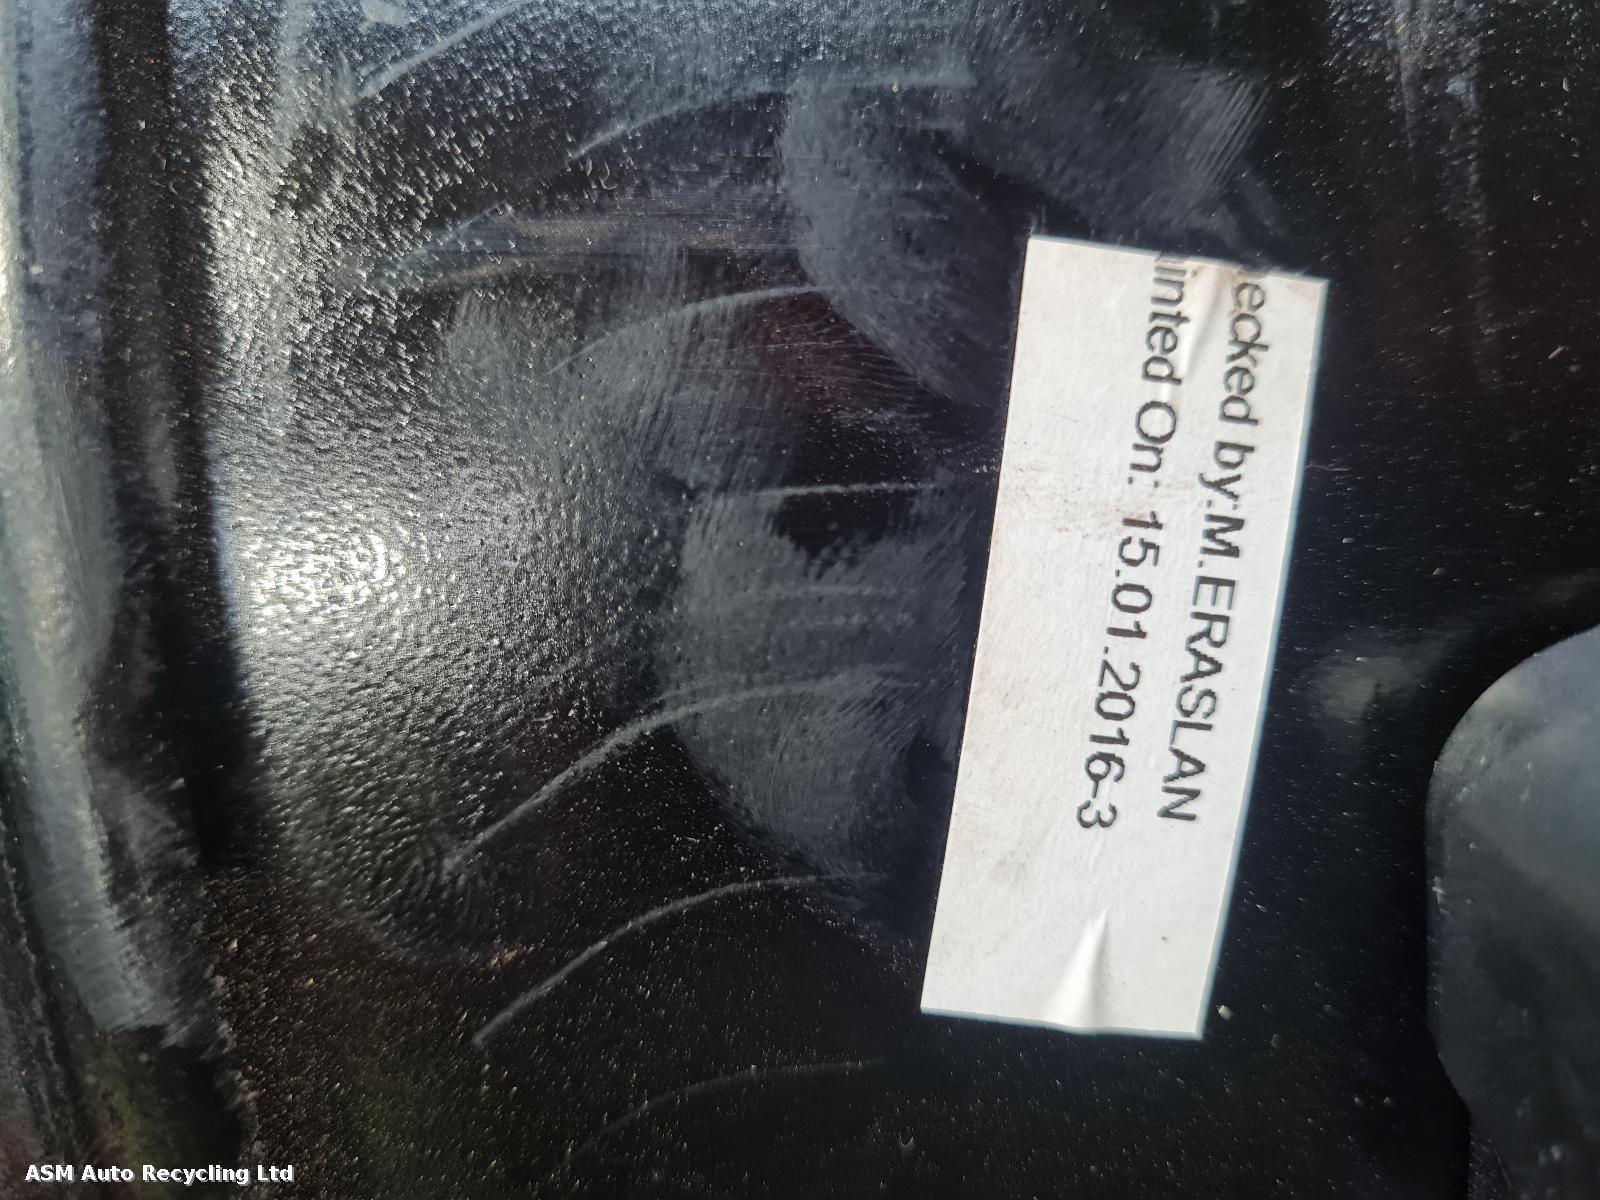 ecked by:M.ERASLAN
inted On: 15.01.2016-3
ASM Auto Recycling Ltd